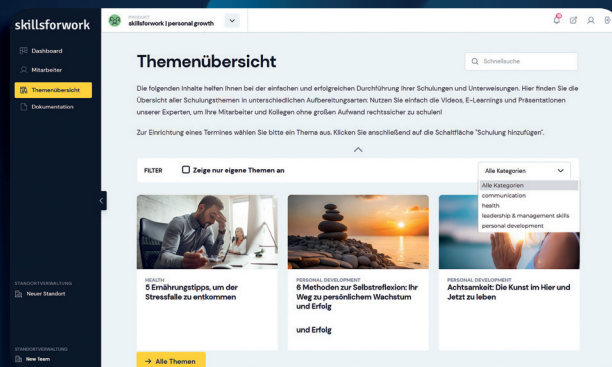 skillsforwork
Dashboard
Mitarbeiter
Themenübersicht
Dokumentation
STANDORTVERWALTUNG
Neuer Standort
STANDORTVERWALTUNG
New Team
PRODUKT
skillsforwork | personal growth
Themenübersicht
Schnellsuche
Die folgenden Inhalte helfen Ihnen bei der einfachen und erfolgreichen Durchführung Ihrer Schulungen und Unterweisungen. Hier finden Sie die
Übersicht aller Schulungsthemen in unterschiedlichen Aufbereitungsarten: Nutzen Sie einfach die Videos, E-Learnings und Präsentationen
unserer Experten, um Ihre Mitarbeiter und Kollegen ohne großen Aufwand rechtssicher zu schulen!
Zur Einrichtung eines Termines wählen Sie bitte ein Thema aus. Klicken Sie anschließend auf die Schaltfläche "Schulung hinzufügen".
FILTER
Zeige nur eigene Themen an
Alle Kategorien
Alle Kategorien
communication
health
leadership & management skills
personal development
HEALTH
5 Ernährungstipps, um der
Stressfalle zu entkommen
PERSONAL DEVELOPMENT
6 Methoden zur Selbstreflexion: Ihr
Weg zu persönlichem Wachstum
und Erfolg
und Erfolg
PERSONAL DEVELOPMENT
Achtsamkeit: Die Kunst im Hier und
Jetzt zu leben
→ Alle Themen